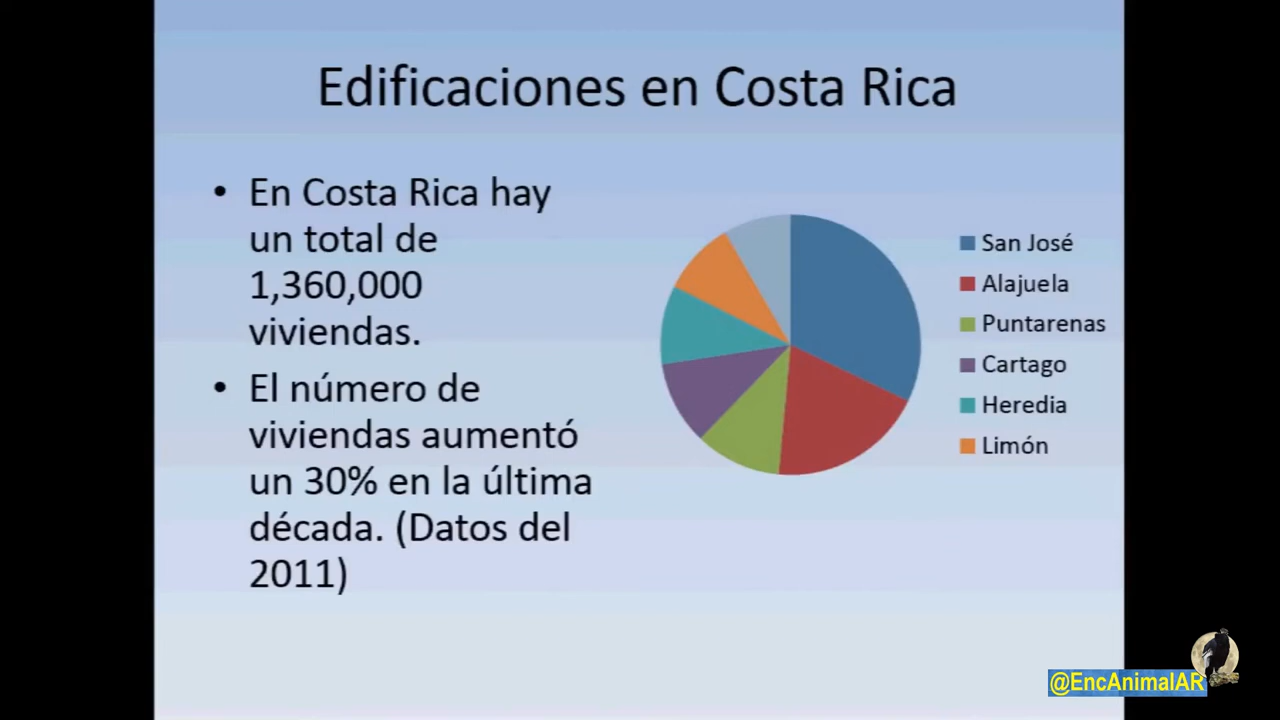 Edificaciones en Costa Rica
• En Costa Rica hay
un total de
1,360,000
viviendas.
• El número de
viviendas aumentó
un 30% en la última
década. (Datos del
2011)
San José
Alajuela
Puntarenas
Cartago
Heredia
Limón
@EncAnimalAR